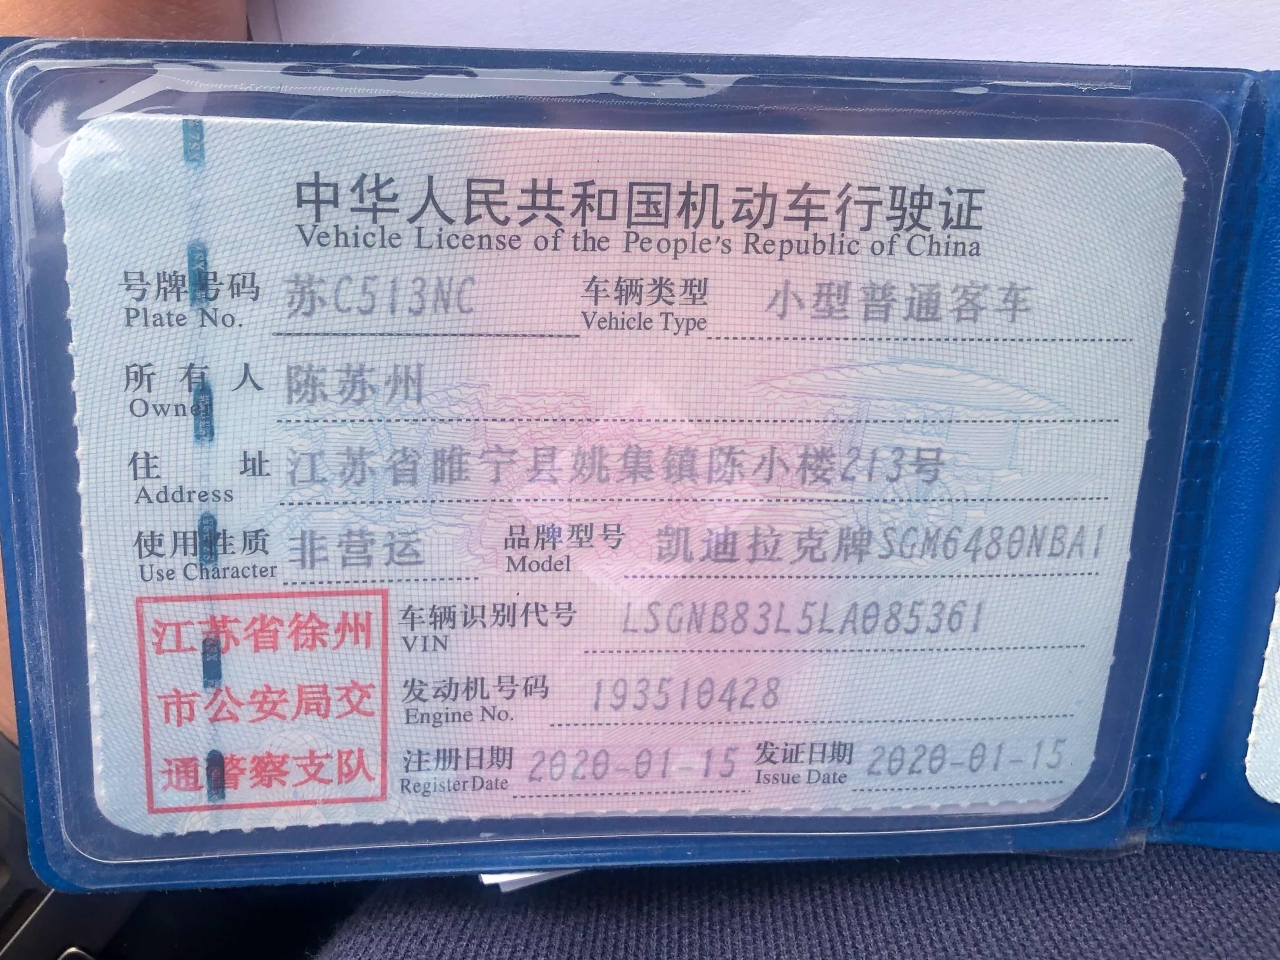 中华人民共和国机动车行驶证
Vehicle License of the People's Republic of China
号牌号码 苏C513NC 车辆类型 小型普通客车
Plate No. Vehicle Type
所有人 陈苏州
Owner
住址 江苏省睢宁县姚集镇陈小楼213号
Address
使用性质 非营运 品牌型号 凯迪拉克牌SGM6480NBA1
Use Character Model
江苏省徐州
市公安局交
通警察支队
车辆识别代号 LSGNB83L5LA085361
VIN
发动机号码 193510428
Engine No.
注册日期 2020-01-15 发证日期 2020-01-15
Register Date Issue Date